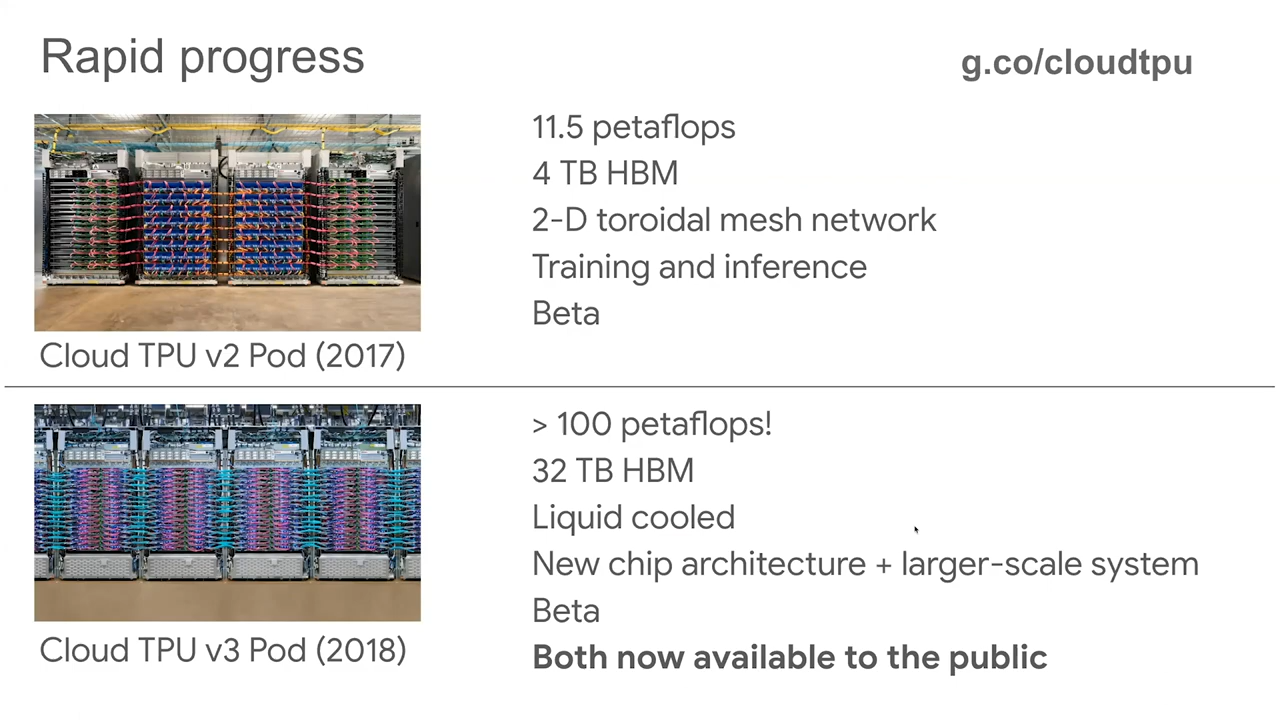 Rapid progress
g.co/cloudtpu
11.5 petaflops
4 TB HBM
2-D toroidal mesh network
Training and inference
Beta
Cloud TPU v2 Pod (2017)
> 100 petaflops!
32 TB HBM
Liquid cooled
New chip architecture + larger-scale system
Beta
Both now available to the public
Cloud TPU v3 Pod (2018)